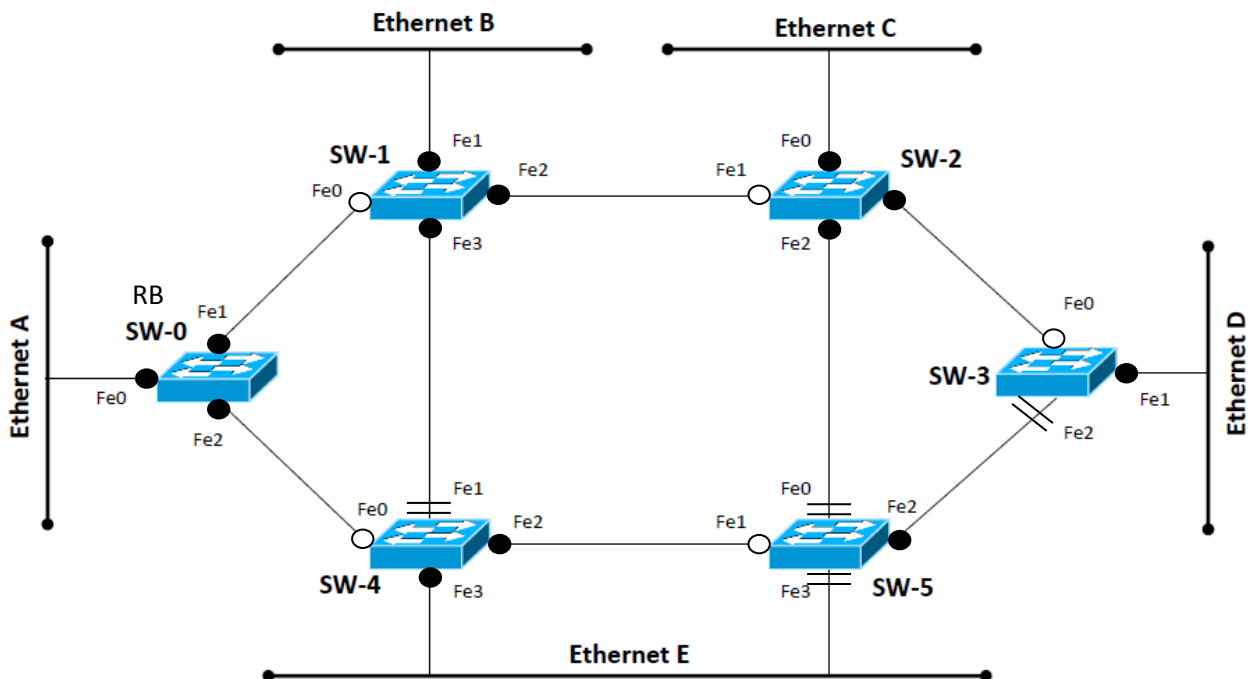 Ethernet B
Ethernet C
Fe1
Fe0
SW-1
SW-2
Fe2
Fe1
Fe0
Fe3
Fe2
RB
Fe1
Fe0
SW-0
Ethernet A
Ethernet D
SW-3
Fe0
Fe1
Fe2
Fe2
Fe1
Fe0
Fe0
Fe2
Fe2
Fe1
SW-4
Fe3
Fe3
SW-5
Ethernet E